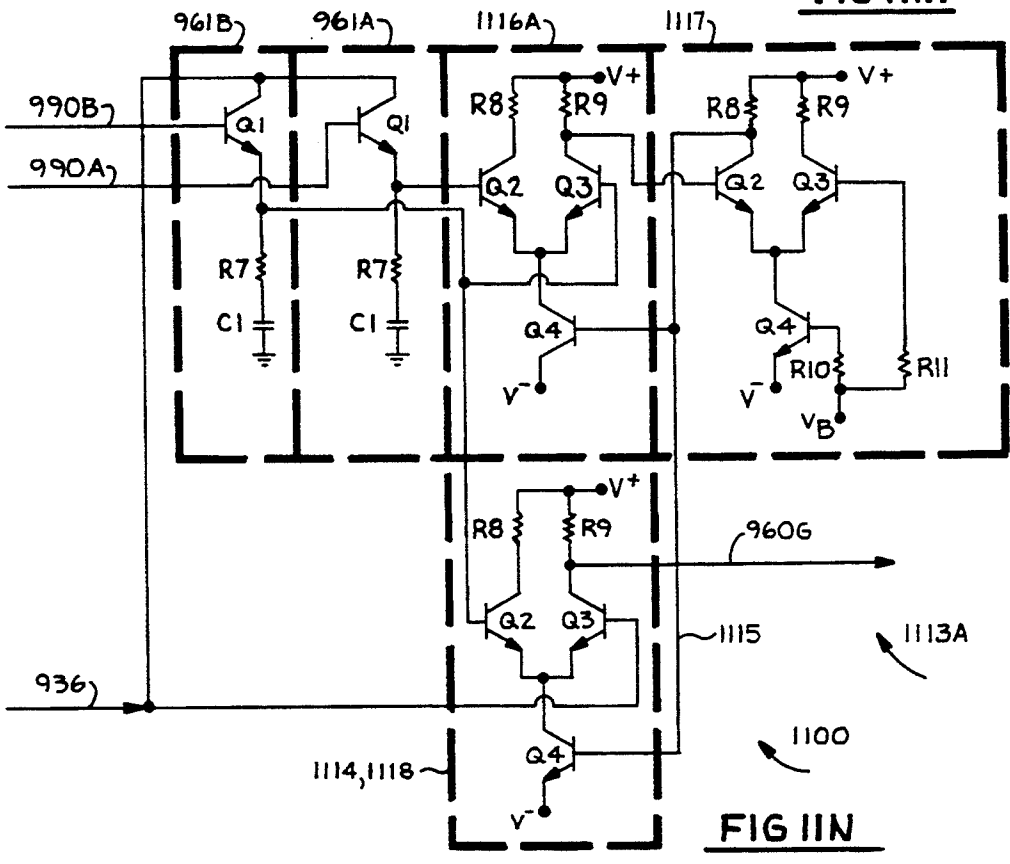 961B 961A 1116A 1117
V+ V+
990B R8 R9 R8 R9
Q1 Q1
990A
Q2 Q3 Q2 Q3
R7 R7
C1 C1 Q4 Q4
R10 R11
V- V-
VB
V+
R8 R9
960G
Q2 Q3
1115 1113A
936
1100
Q4
1114,1118
V-
FIG 11N